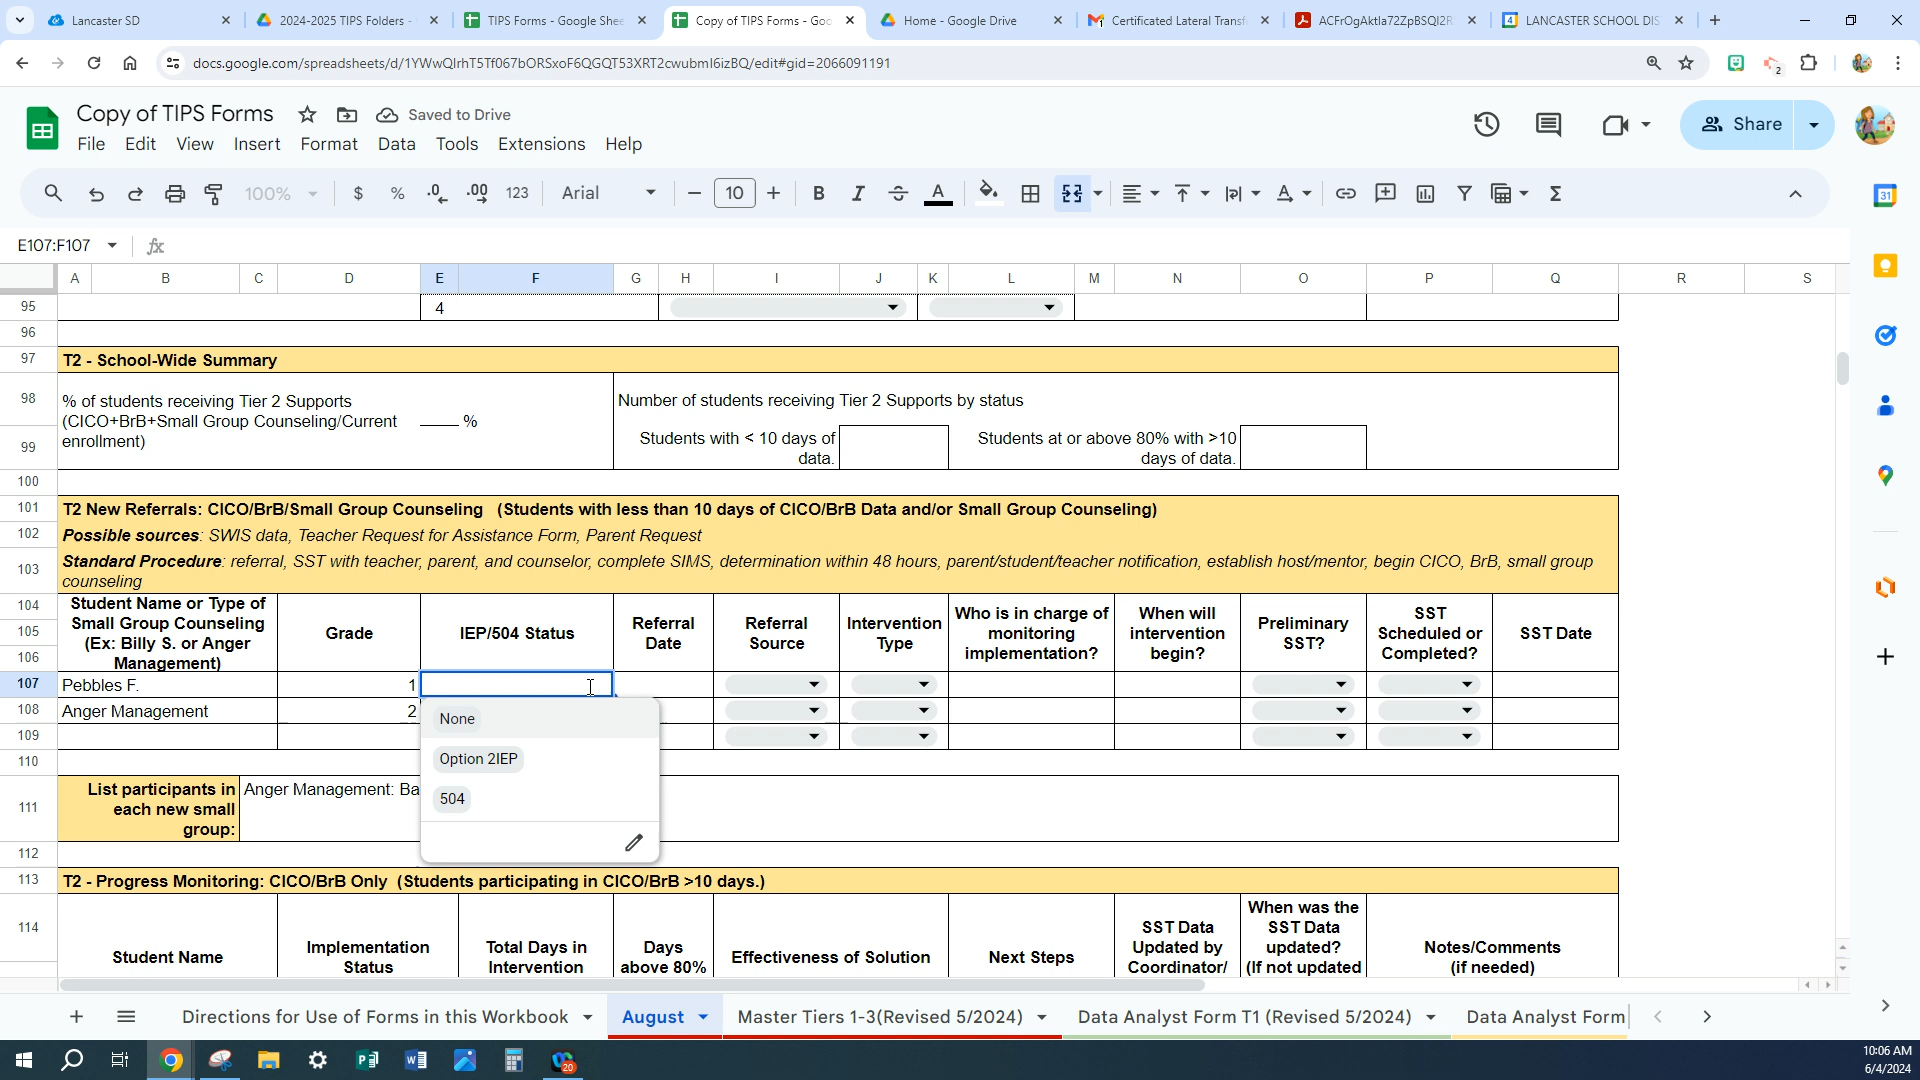 Lancaster SD
2024-2025 TIPS Folders -
TIPS Forms - Google Shee
Copy of TIPS Forms - Goo
Home - Google Drive
Certificated Lateral Transf
ACFrOgAktla72ZpBSQI2R
LANCASTER SCHOOL DIS
docs.google.com/spreadsheets/d/1YWwQlrhT5Tf067bORSxoF6QGQT53XRT2cwubmI6izBQ/edit#gid=2066091191
2
Copy of TIPS Forms
Saved to Drive
File Edit View Insert Format Data Tools Extensions Help
Share
100%
$ % .0 .00 123
Arial
10
B I A
E107:F107
fx
31
A B C D E F G H I J K L M N O P Q R S
95
4
96
97
T2 - School-Wide Summary
98
% of students receiving Tier 2 Supports
(CICO+BrB+Small Group Counseling/Current
enrollment)
____ %
Number of students receiving Tier 2 Supports by status
99
Students with < 10 days of
data.
Students at or above 80% with >10
days of data.
100
101
T2 New Referrals: CICO/BrB/Small Group Counseling (Students with less than 10 days of CICO/BrB Data and/or Small Group Counseling)
102
Possible sources: SWIS data, Teacher Request for Assistance Form, Parent Request
103
Standard Procedure: referral, SST with teacher, parent, and counselor, complete SIMS, determination within 48 hours, parent/student/teacher notification, establish host/mentor, begin CICO, BrB, small group
counseling
104
105
106
Student Name or Type of
Small Group Counseling
(Ex: Billy S. or Anger
Management)
Grade
IEP/504 Status
Referral
Date
Referral
Source
Intervention
Type
Who is in charge of
monitoring
implementation?
When will
intervention
begin?
Preliminary
SST?
SST
Scheduled or
Completed?
SST Date
107
Pebbles F.
1
108
Anger Management
2
109
None
Option 2IEP
504
110
111
List participants in
each new small
group:
Anger Management: Ba
112
113
T2 - Progress Monitoring: CICO/BrB Only (Students participating in CICO/BrB >10 days.)
114
Student Name
Implementation
Status
Total Days in
Intervention
Days
above 80%
Effectiveness of Solution
Next Steps
SST Data
Updated by
Coordinator/
When was the
SST Data
updated?
(If not updated
Notes/Comments
(if needed)
Directions for Use of Forms in this Workbook
August
Master Tiers 1-3(Revised 5/2024)
Data Analyst Form T1 (Revised 5/2024)
Data Analyst Form
20
10:06 AM
6/4/2024